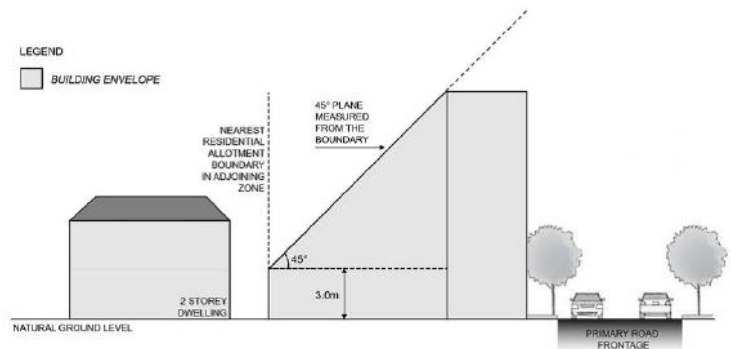 LEGEND
BUILDING ENVELOPE
NEAREST
RESIDENTIAL
ALLOTMENT
BOUNDARY
IN ADJOINING
ZONE
45° PLANE
MEASURED
FROM THE
BOUNDARY
45°
3.0m
2 STOREY
DWELLING
NATURAL GROUND LEVEL
PRIMARY ROAD
FRONTAGE